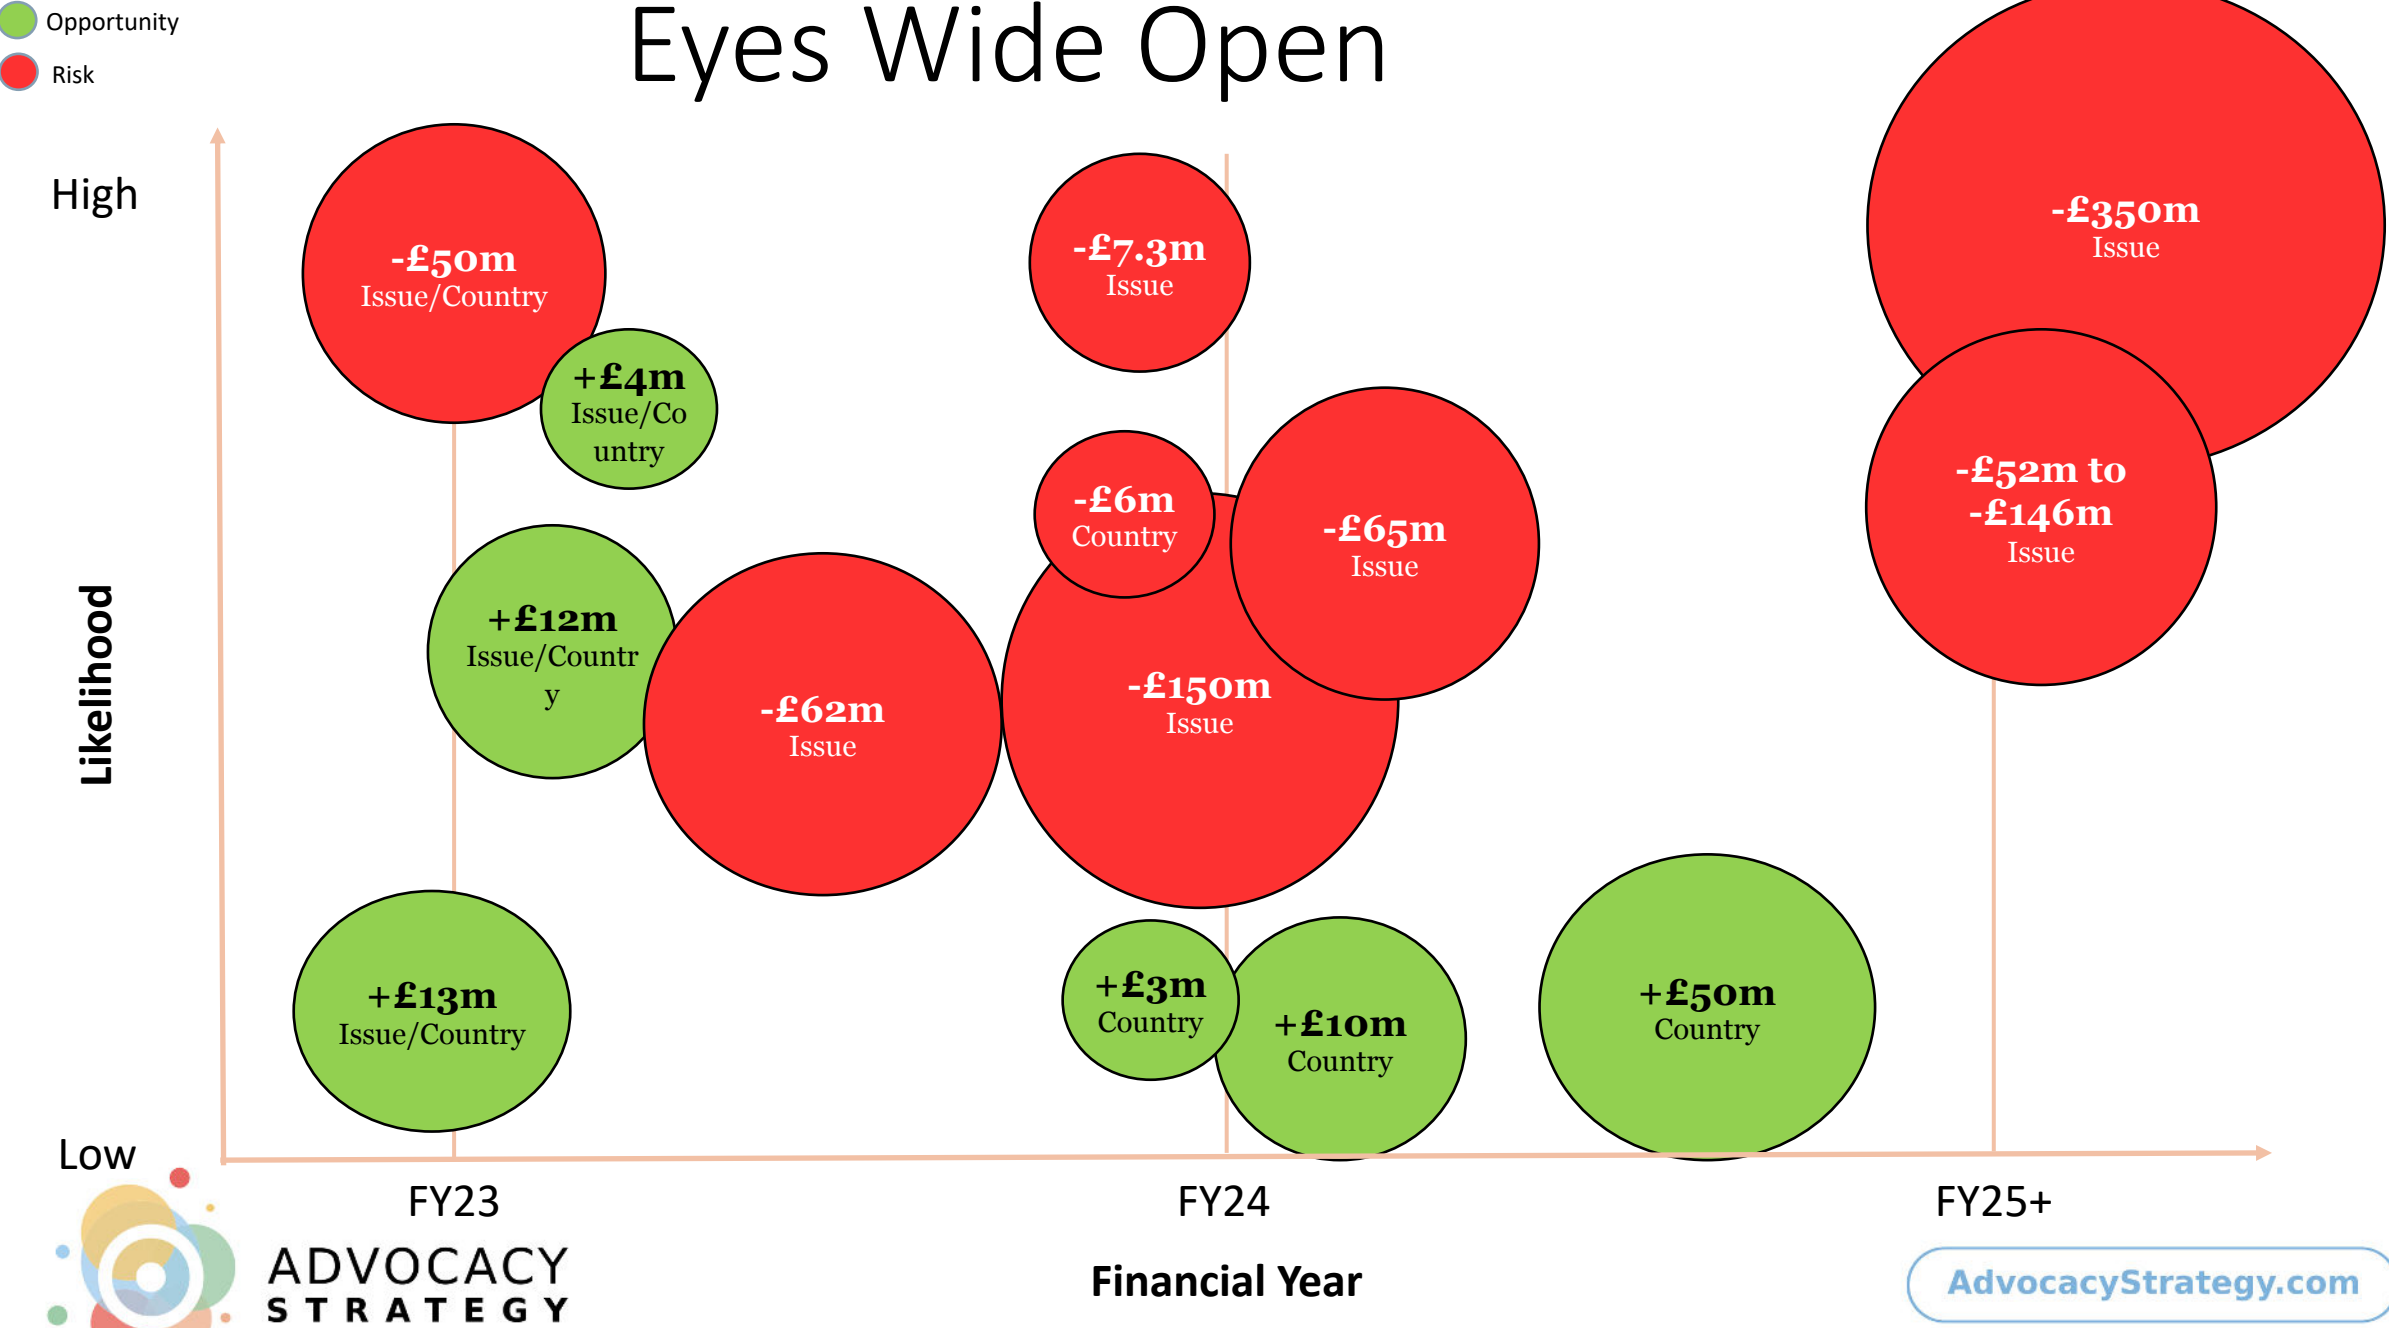 Opportunity
Risk
Eyes Wide Open
High
-£50m
Issue/Country
+£4m
Issue/Co
untry
-£7.3m
Issue
-£350m
Issue
-£6m
Country
-£65m
Issue
-£52m to
-£146m
Issue
Likelihood
+£12m
Issue/Countr
y
-£62m
Issue
-£150m
Issue
+£13m
Issue/Country
+£3m
Country
+£10m
Country
+£50m
Country
Low
FY23
FY24
FY25+
Financial Year
ADVOCACY
STRATEGY
AdvocacyStrategy.com